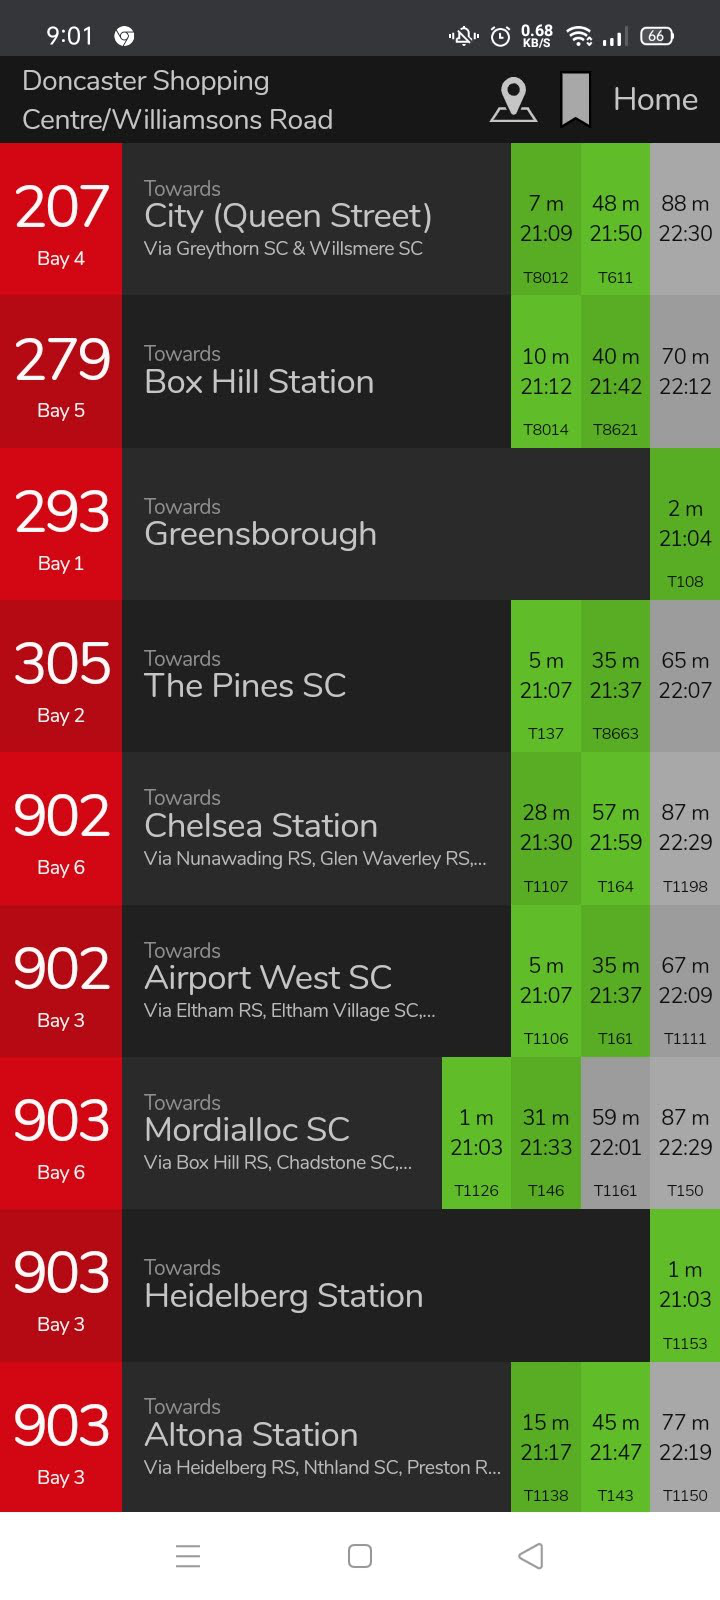 9:01
0.68
KB/S
66
Doncaster Shopping
Centre/Williamsons Road
Home
207
Bay 4
Towards
City (Queen Street)
Via Greythorn SC & Willsmere SC
7 m 48 m 88 m
21:09 21:50 22:30
T8012 T611
279
Bay 5
Towards
Box Hill Station
10 m 40 m 70 m
21:12 21:42 22:12
T8014 T8621
293
Bay 1
Towards
Greensborough
2 m
21:04
T108
305
Bay 2
Towards
The Pines SC
5 m 35 m 65 m
21:07 21:37 22:07
T137 T8663
902
Bay 6
Towards
Chelsea Station
Via Nunawading RS, Glen Waverley RS,...
28 m 57 m 87 m
21:30 21:59 22:29
T1107 T164 T1198
902
Bay 3
Towards
Airport West SC
Via Eltham RS, Eltham Village SC,...
5 m 35 m 67 m
21:07 21:37 22:09
T1106 T161 T1111
903
Bay 6
Towards
Mordialloc SC
Via Box Hill RS, Chadstone SC,...
1 m 31 m 59 m 87 m
21:03 21:33 22:01 22:29
T1126 T146 T1161 T150
903
Bay 3
Towards
Heidelberg Station
1 m
21:03
T1153
903
Bay 3
Towards
Altona Station
Via Heidelberg RS, Nthland SC, Preston R...
15 m 45 m 77 m
21:17 21:47 22:19
T1138 T143 T1150